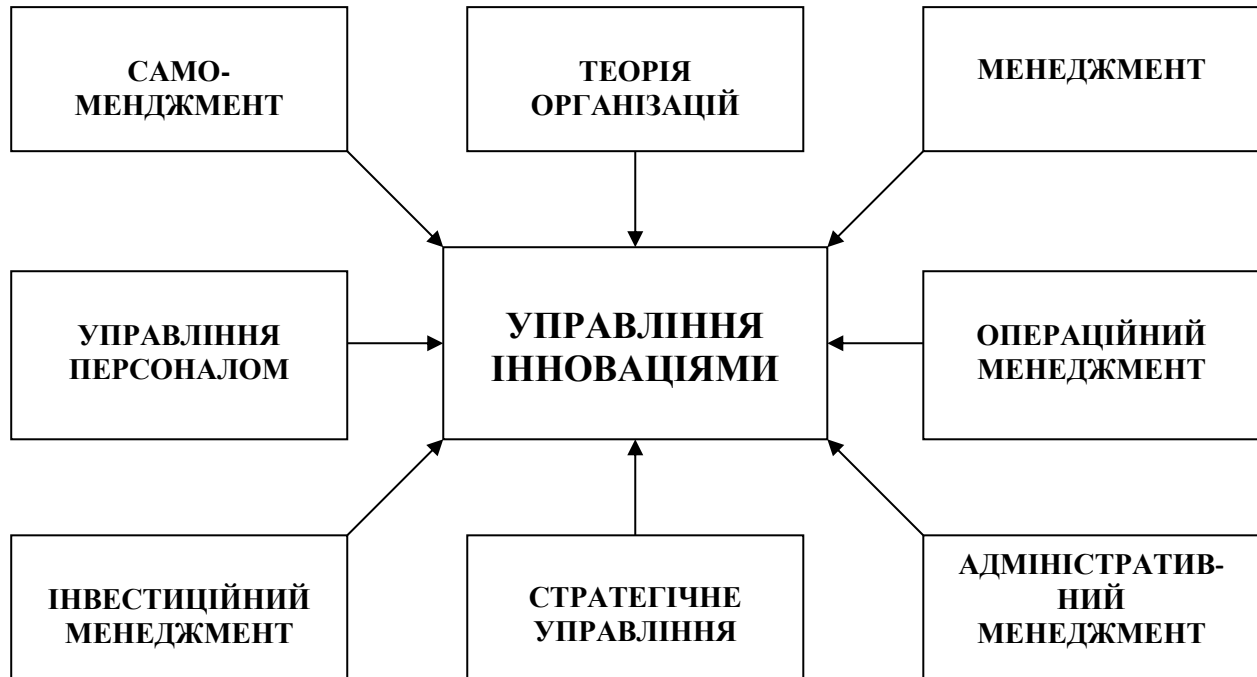 САМО-
МЕНДЖМЕНТ
ТЕОРІЯ
ОРГАНІЗАЦІЙ
МЕНЕДЖМЕНТ
УПРАВЛІННЯ
ПЕРСОНАЛОМ
УПРАВЛІННЯ
ІННОВАЦІЯМИ
ОПЕРАЦІЙНИЙ
МЕНЕДЖМЕНТ
ІНВЕСТИЦІЙНИЙ
МЕНЕДЖМЕНТ
СТРАТЕГІЧНЕ
УПРАВЛІННЯ
АДМІНІСТРАТИВ-
НИЙ
МЕНЕДЖМЕНТ